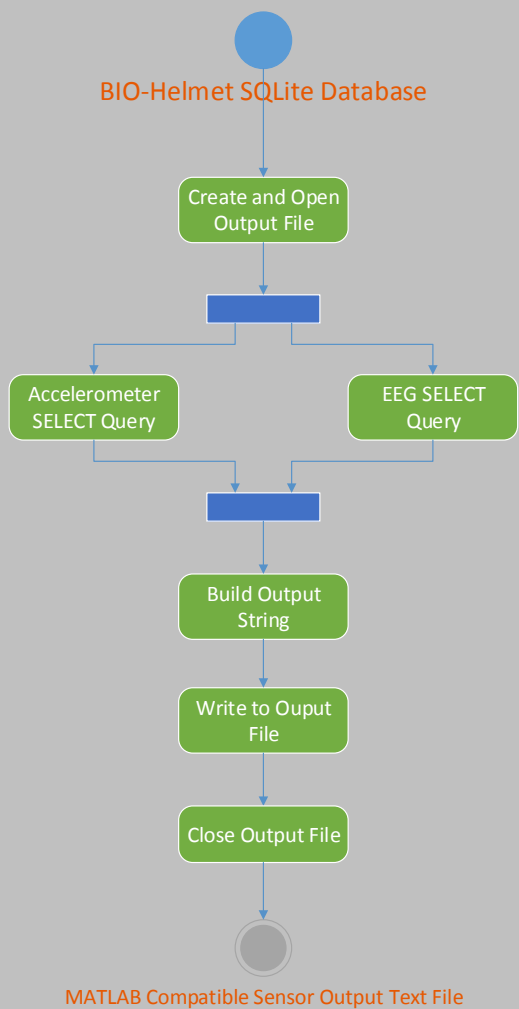 BIO-Helmet SQLite Database
Create and Open
Output File
Accelerometer
SELECT Query
EEG SELECT
Query
Build Output
String
Write to Ouput
File
Close Output File
MATLAB Compatible Sensor Output Text File